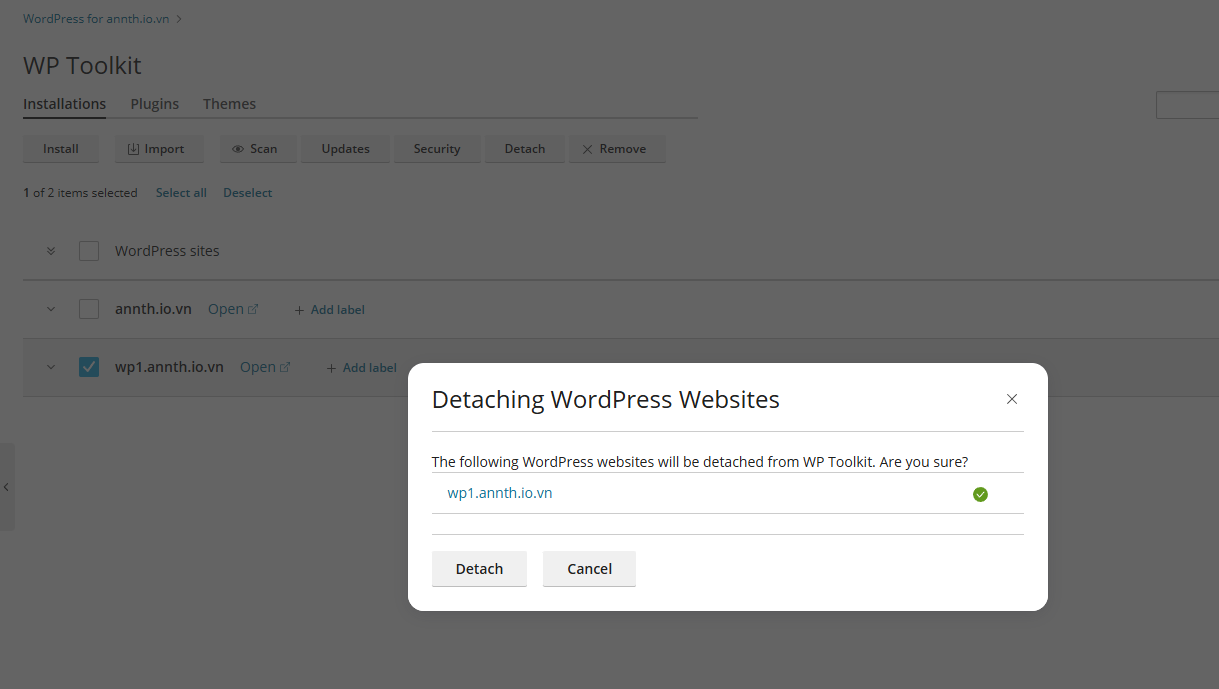 WordPress for annth.io.vn
WP Toolkit
Installations Plugins Themes
Install Import Scan Updates Security Detach Remove
1 of 2 items selected Select all Deselect
WordPress sites
annth.io.vn Open + Add label
wp1.annth.io.vn Open + Add label
Detaching WordPress Websites
The following WordPress websites will be detached from WP Toolkit. Are you sure?
wp1.annth.io.vn
Detach Cancel